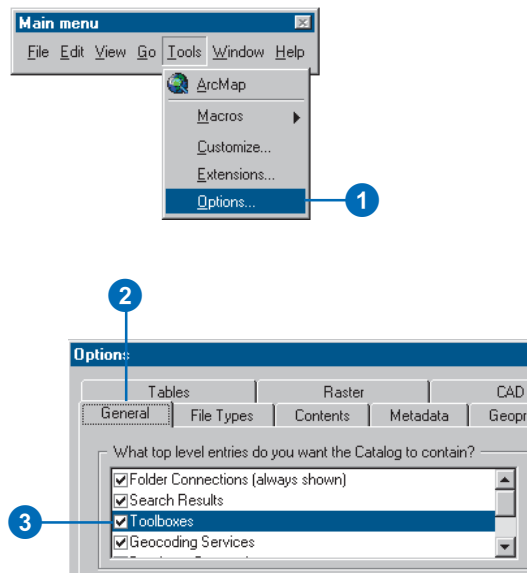 Main menu
File Edit View Go Tools Window Help
ArcMap
Macros
Customize...
Extensions...
Options...
1
2
Options
Tables Raster CAD
General File Types Contents Metadata Geopr
What top level entries do you want the Catalog to contain?
Folder Connections (always shown)
Search Results
3
Toolboxes
Geocoding Services